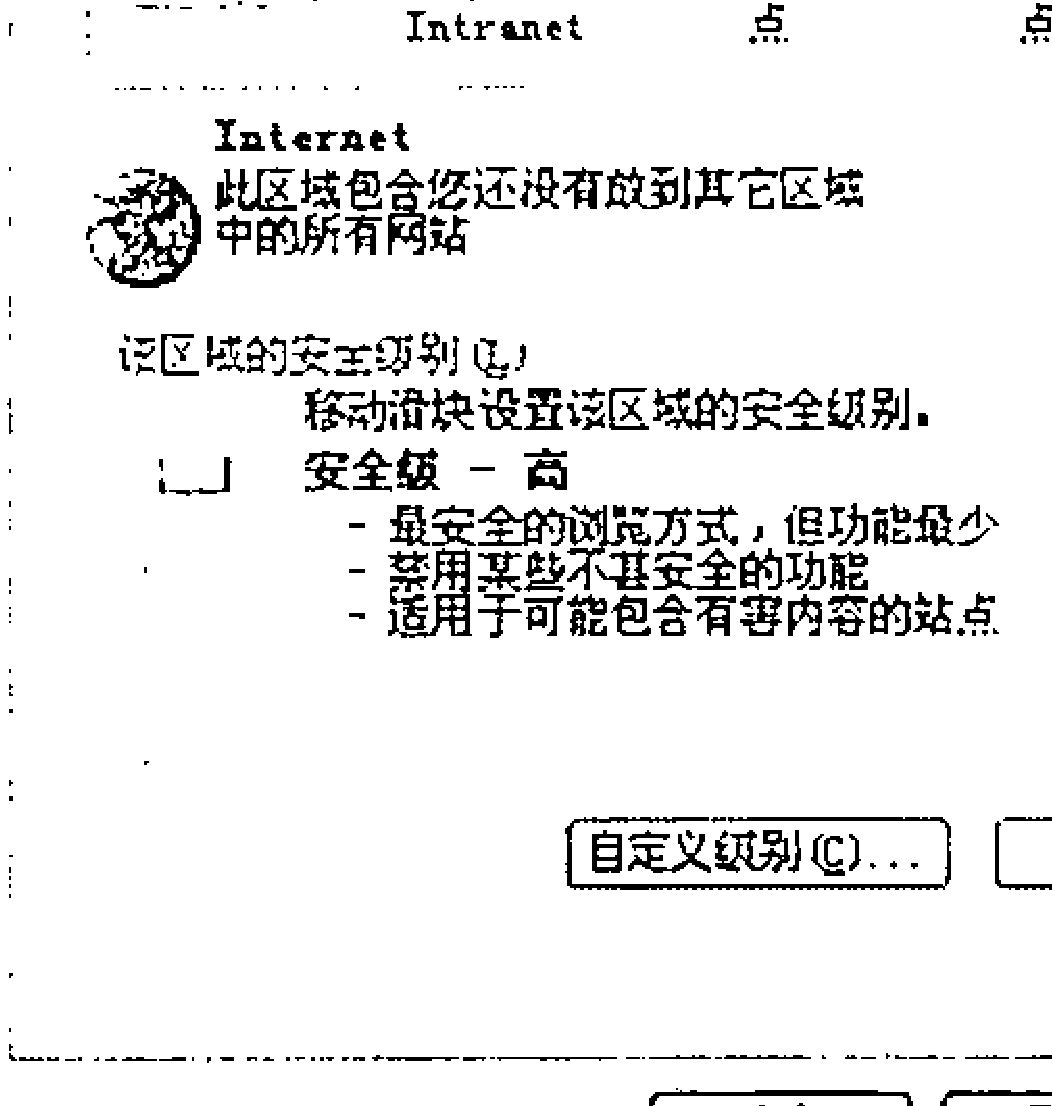 Intranet 点 点
Internet
此区域包含您还没有放到其它区域
中的所有网站
该区域的安全级别(L)
移动滑块设置该区域的安全级别。
安全级 - 高
- 最安全的浏览方式，但功能最少
- 禁用某些不甚安全的功能
- 适用于可能包含有害内容的站点
自定义级别(C)...